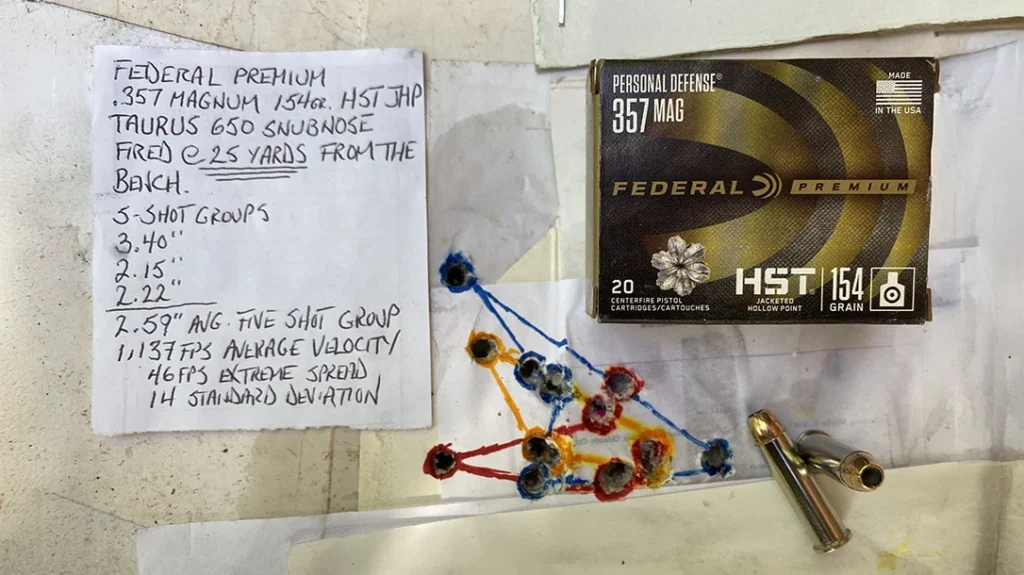 FEDERAL PREMIUM
.357 MAGNUM 154gr. HST JHP
TAURUS 650 SNUBNOSE
FIRED @ 25 YARDS FROM THE
BENCH.
5-SHOT GROUPS
3.40"
2.15"
2.22"
2.59" AVG. FIVE SHOT GROUP
1,137 FPS AVERAGE VELOCITY
46 FPS EXTREME SPREAD
14 STANDARD DEVIATION
PERSONAL DEFENSE®
357 MAG
MADE
IN THE USA
FEDERAL PREMIUM
20
CENTERFIRE PISTOL
CARTRIDGES/CARTOUCHES
HST
JACKETED
HOLLOW POINT
154
GRAIN